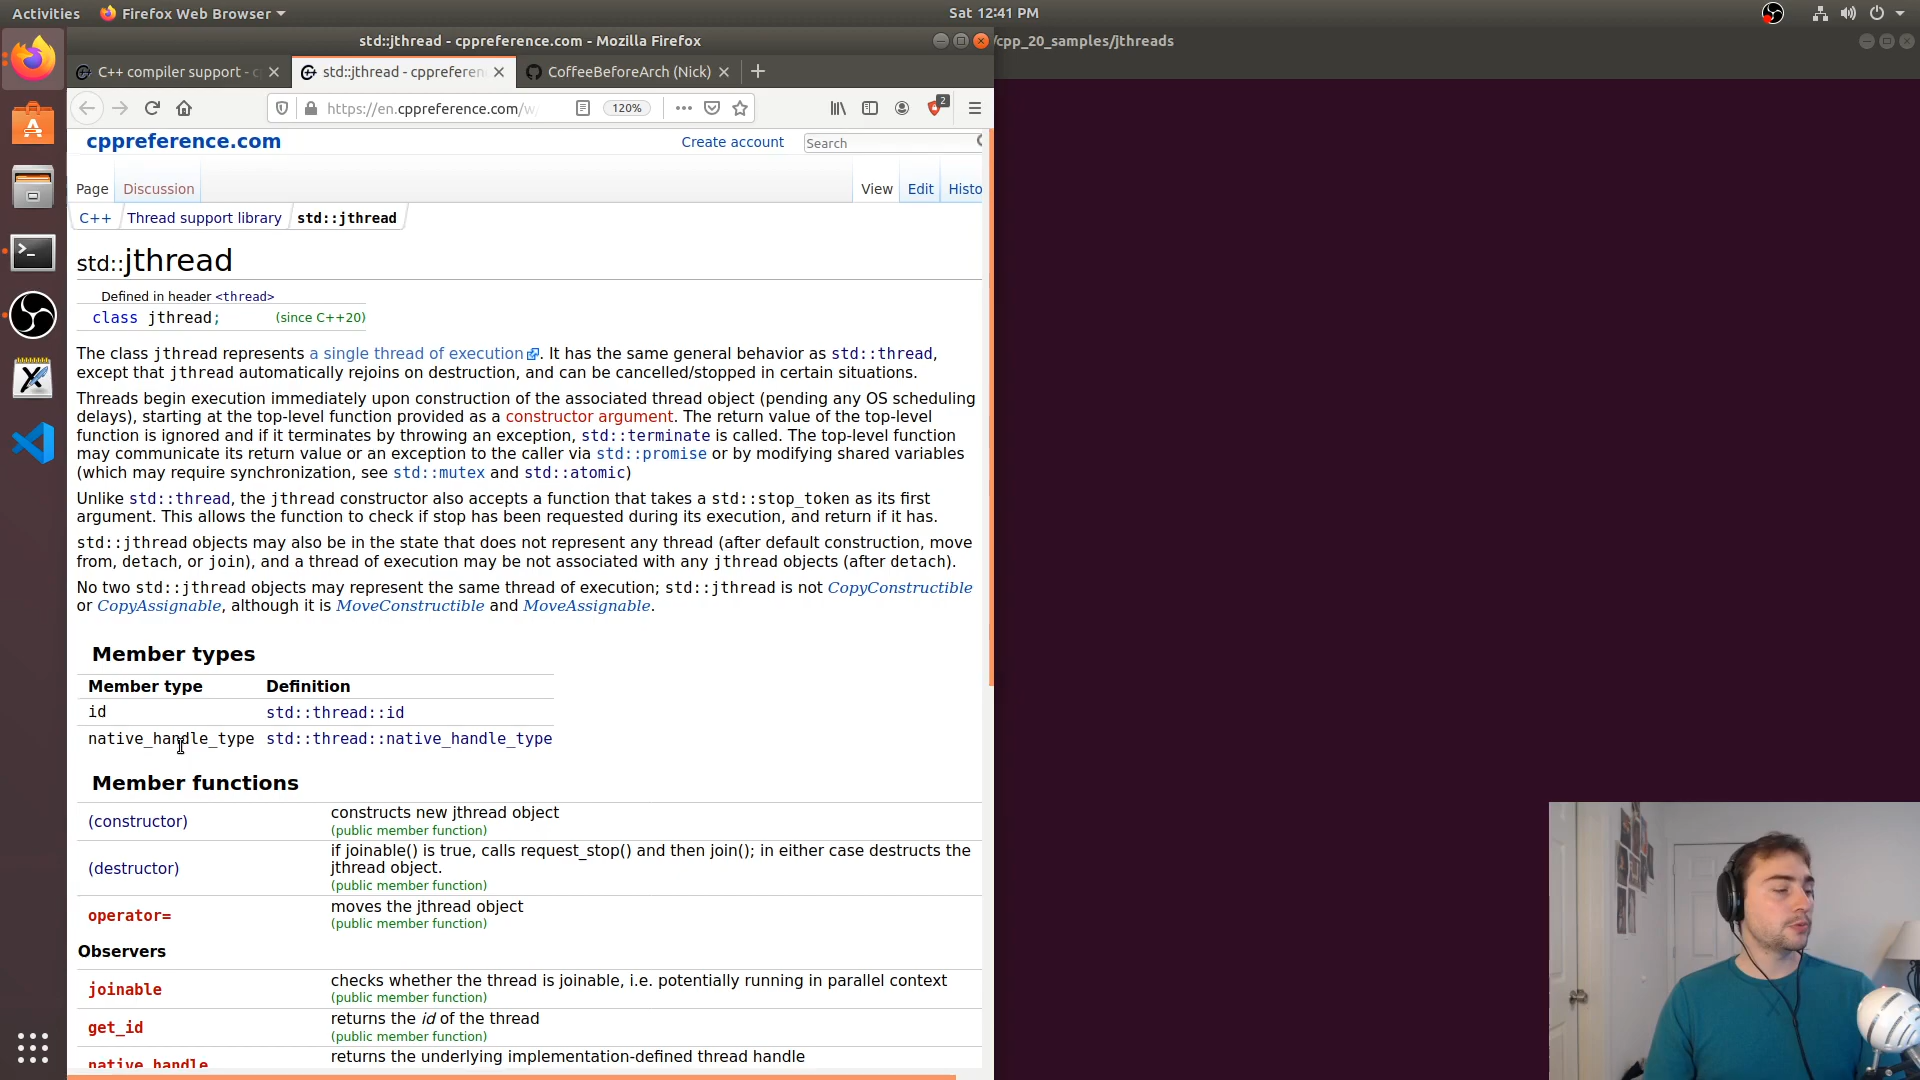 Activities
Firefox Web Browser
Sat 12:41 PM
std::jthread - cppreference.com - Mozilla Firefox
/cpp_20_samples/jthreads
C++ compiler support - c
std::jthread - cppreferen
CoffeeBeforeArch (Nick)
https://en.cppreference.com/w
120%
2
cppreference.com
Create account
Search
Page
Discussion
View
Edit
Histo
C++
Thread support library
std::jthread
std::jthread
Defined in header <thread>
class jthread; (since C++20)
The class jthread represents a single thread of execution. It has the same general behavior as std::thread,
except that jthread automatically rejoins on destruction, and can be cancelled/stopped in certain situations.
Threads begin execution immediately upon construction of the associated thread object (pending any OS scheduling
delays), starting at the top-level function provided as a constructor argument. The return value of the top-level
function is ignored and if it terminates by throwing an exception, std::terminate is called. The top-level function
may communicate its return value or an exception to the caller via std::promise or by modifying shared variables
(which may require synchronization, see std::mutex and std::atomic)
Unlike std::thread, the jthread constructor also accepts a function that takes a std::stop_token as its first
argument. This allows the function to check if stop has been requested during its execution, and return if it has.
std::jthread objects may also be in the state that does not represent any thread (after default construction, move
from, detach, or join), and a thread of execution may be not associated with any jthread objects (after detach).
No two std::jthread objects may represent the same thread of execution; std::jthread is not CopyConstructible
or CopyAssignable, although it is MoveConstructible and MoveAssignable.
Member types
Member type Definition
id std::thread::id
native_handle_type std::thread::native_handle_type
Member functions
(constructor) constructs new jthread object
(public member function)
(destructor) if joinable() is true, calls request_stop() and then join(); in either case destructs the
jthread object.
(public member function)
operator= moves the jthread object
(public member function)
Observers
joinable checks whether the thread is joinable, i.e. potentially running in parallel context
(public member function)
get_id returns the id of the thread
(public member function)
native_handle returns the underlying implementation-defined thread handle